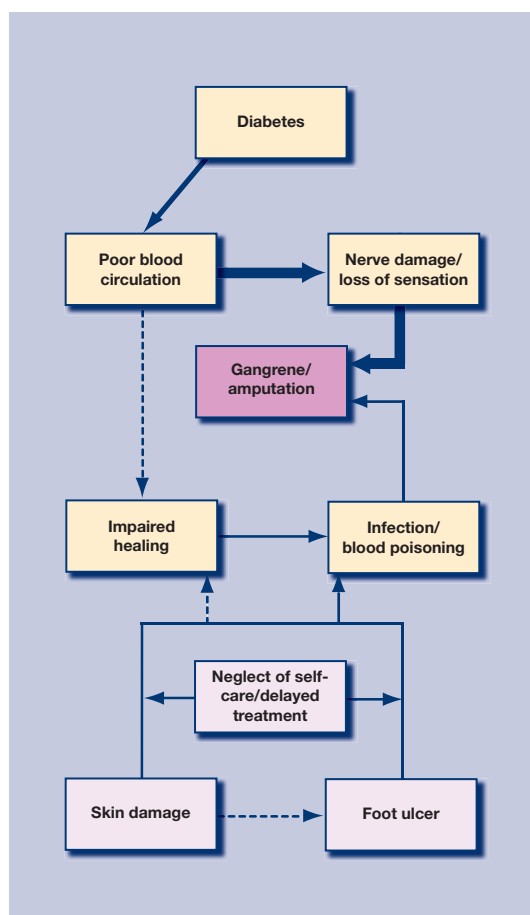 Diabetes
Poor blood
circulation
Nerve damage/
loss of sensation
Gangrene/
amputation
Impaired
healing
Infection/
blood poisoning
Neglect of self-
care/delayed
treatment
Skin damage
Foot ulcer